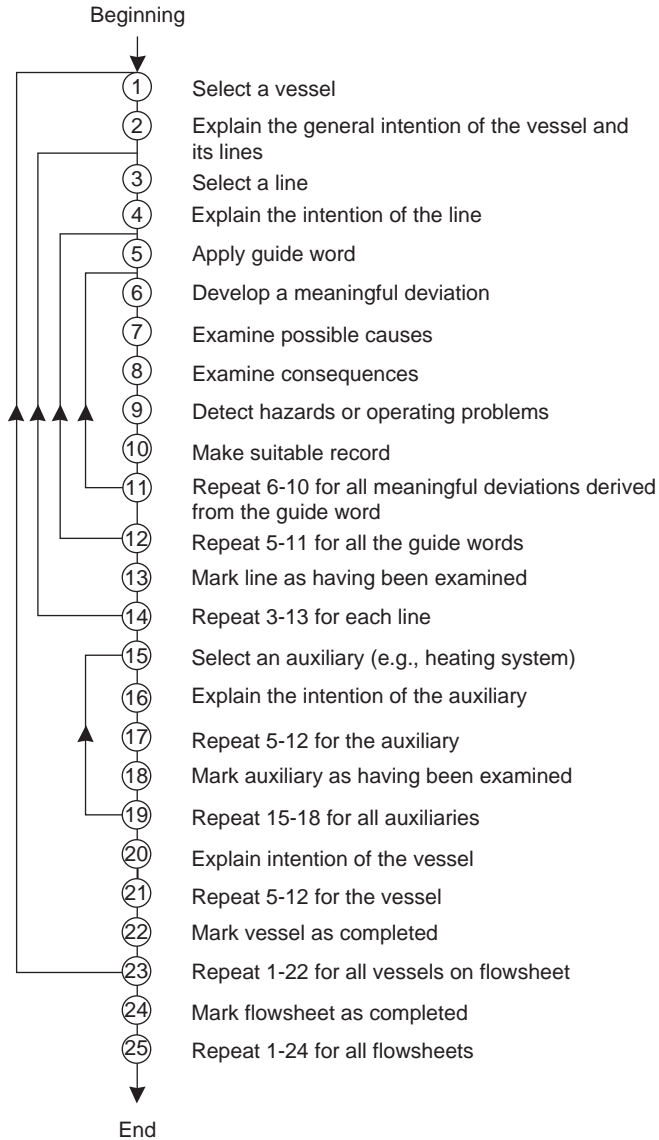 Beginning
1 Select a vessel
2 Explain the general intention of the vessel and
its lines
3 Select a line
4 Explain the intention of the line
5 Apply guide word
6 Develop a meaningful deviation
7 Examine possible causes
8 Examine consequences
9 Detect hazards or operating problems
10 Make suitable record
11 Repeat 6-10 for all meaningful deviations derived
from the guide word
12 Repeat 5-11 for all the guide words
13 Mark line as having been examined
14 Repeat 3-13 for each line
15 Select an auxiliary (e.g., heating system)
16 Explain the intention of the auxiliary
17 Repeat 5-12 for the auxiliary
18 Mark auxiliary as having been examined
19 Repeat 15-18 for all auxiliaries
20 Explain intention of the vessel
21 Repeat 5-12 for the vessel
22 Mark vessel as completed
23 Repeat 1-22 for all vessels on flowsheet
24 Mark flowsheet as completed
25 Repeat 1-24 for all flowsheets
End